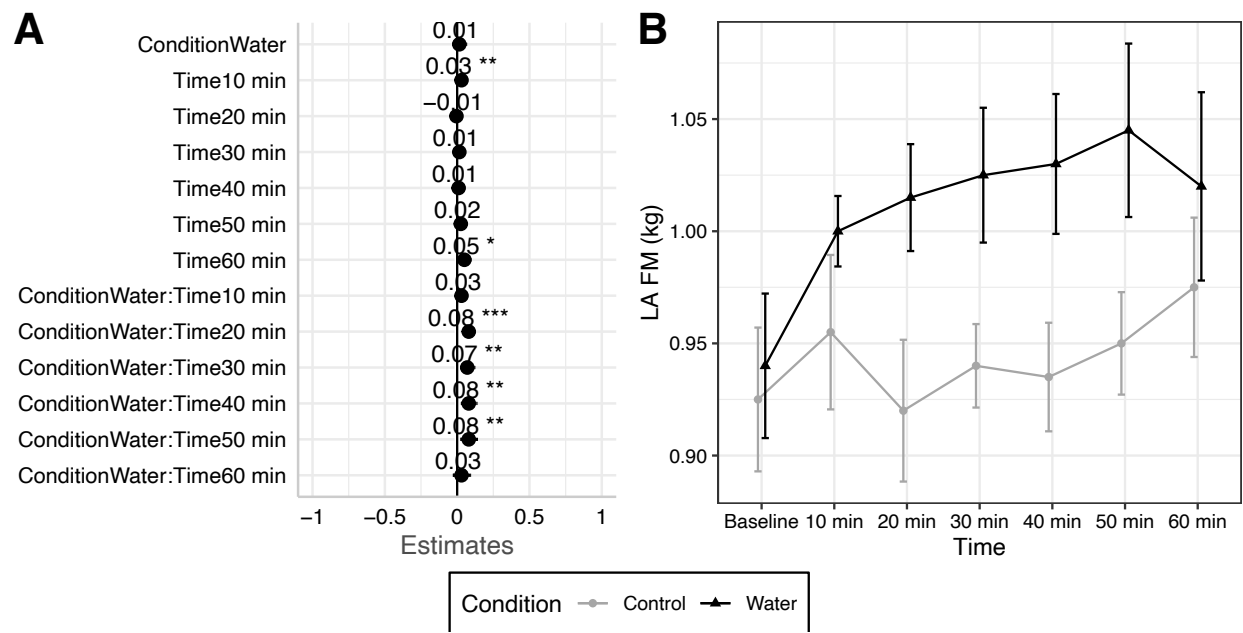 A
ConditionWater
0.01
Time10 min
0.03 **
Time20 min
−0.01
Time30 min
0.01
Time40 min
0.01
Time50 min
0.02
Time60 min
0.05 *
ConditionWater:Time10 min
0.03
ConditionWater:Time20 min
0.08 ***
ConditionWater:Time30 min
0.07 **
ConditionWater:Time40 min
0.08 **
ConditionWater:Time50 min
0.08 **
ConditionWater:Time60 min
0.03
−1 −0.5 0 0.5 1
Estimates
B
LA FM (kg)
1.05
1.00
0.95
0.90
Baseline 10 min 20 min 30 min 40 min 50 min 60 min
Time
Condition Control Water